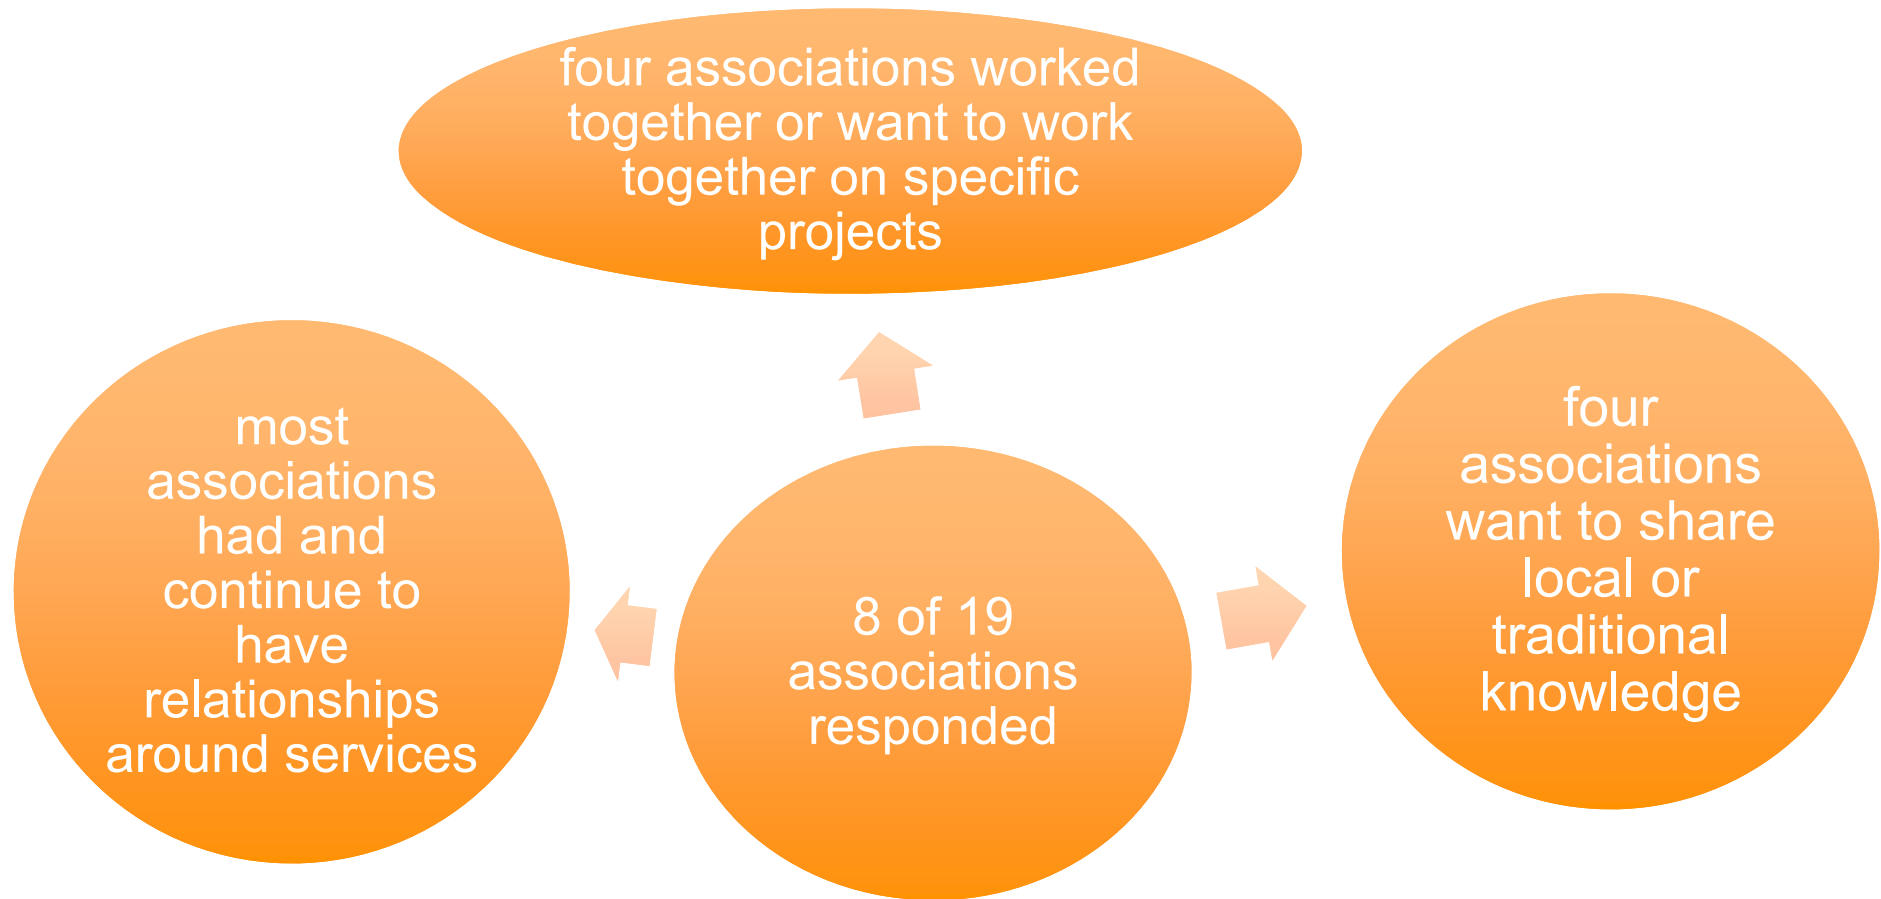 four associations worked
together or want to work
together on specific
projects
most
associations
had and
continue to
have
relationships
around services
8 of 19
associations
responded
four
associations
want to share
local or
traditional
knowledge